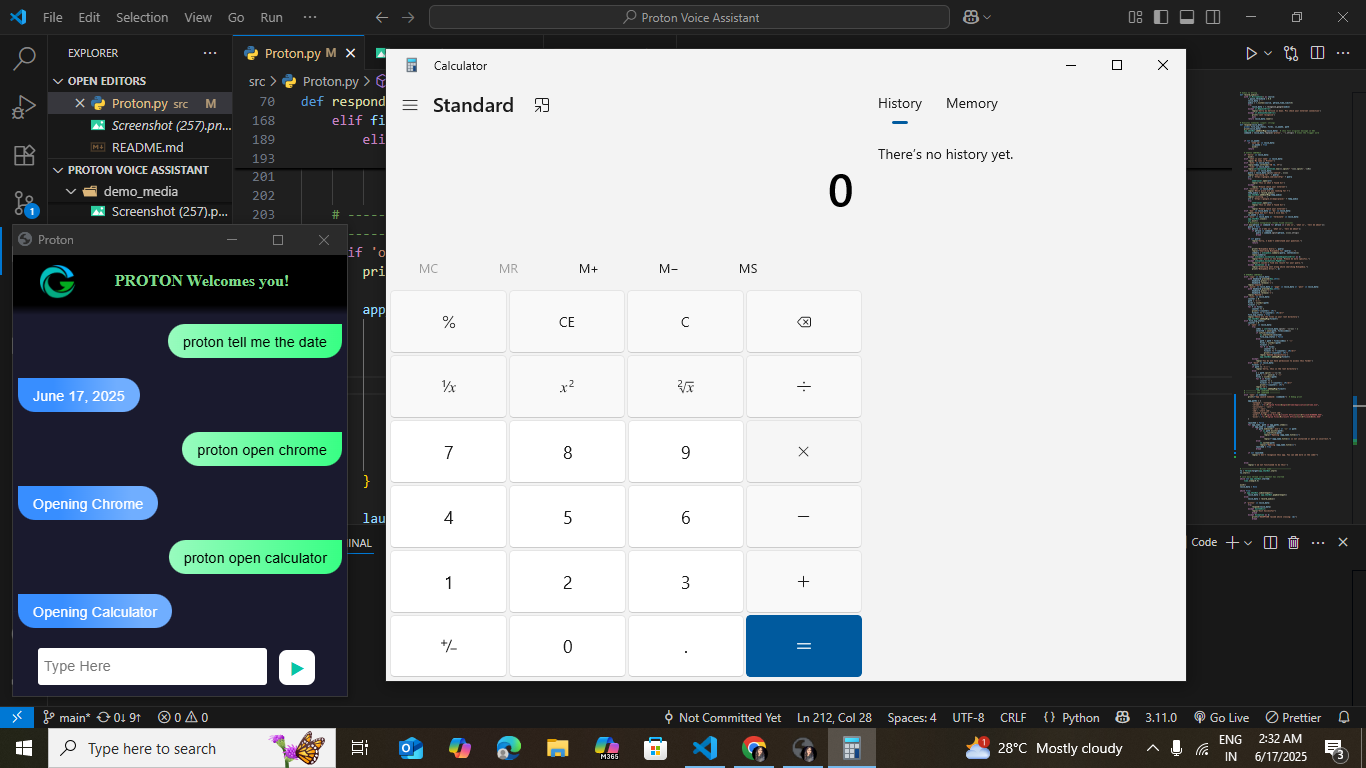 File Edit Selection View Go Run ···
Proton Voice Assistant
EXPLORER ···
OPEN EDITORS
Proton.py src M
Screenshot (257).pn...
README.md
PROTON VOICE ASSISTANT
demo_media
Screenshot (257).p...
1
Proton.py M
src > Proton.py >
70 def respond
168 elif fi
189 eli
193
201
202
203 # --
if 'o
pri
app
}
lau
Proton
PROTON Welcomes you!
proton tell me the date
June 17, 2025
proton open chrome
Opening Chrome
proton open calculator
Opening Calculator
Type Here
Calculator
Standard
History Memory
There's no history yet.
0
MC MR M+ M− MS
% CE C
⅟x x² ²√x ÷
7 8 9 ×
4 5 6 −
1 2 3 +
+/− 0 . =
INAL
Code
main* 0↓ 9↑ 0 0
Not Committed Yet Ln 212, Col 28 Spaces: 4 UTF-8 CRLF {} Python 3.11.0 Go Live Prettier
Type here to search
M365
1
28°C Mostly cloudy
ENG
IN
2:32 AM
6/17/2025
3